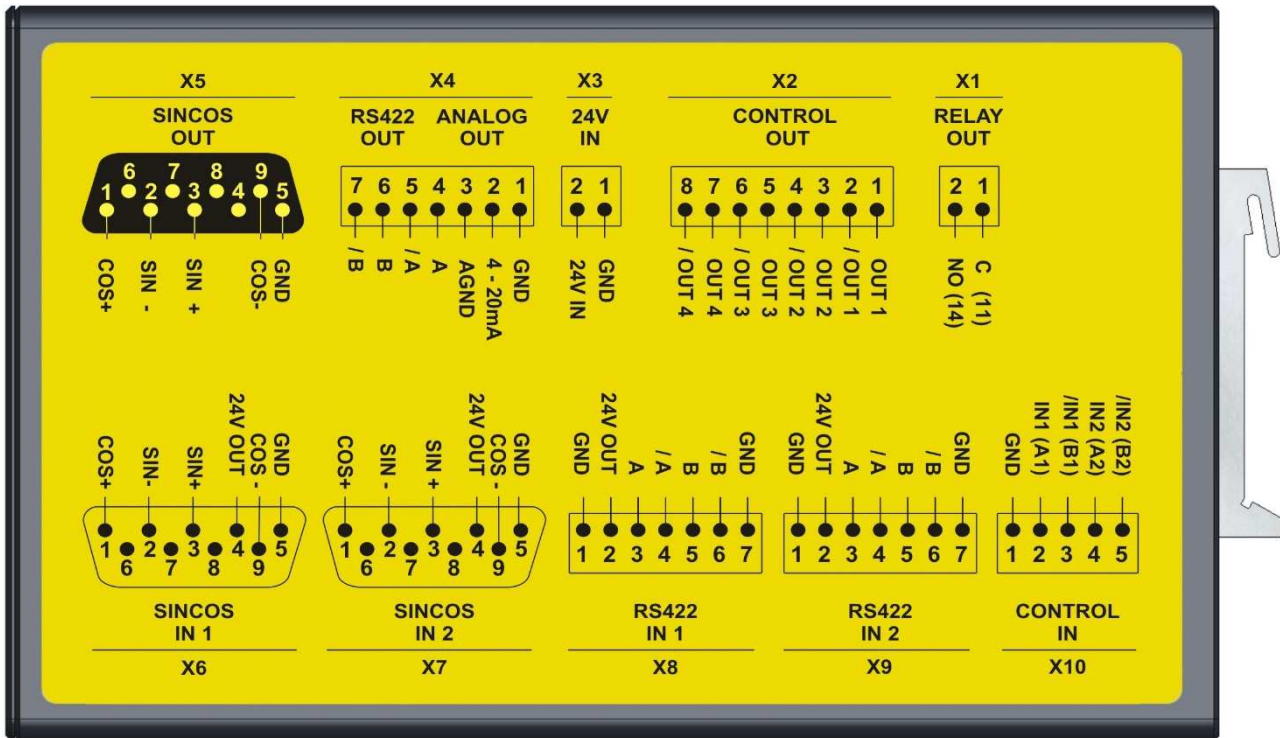 X5 X4 X3 X2 X1
SINCOS OUT
RS422 OUT
ANALOG OUT
24V IN
CONTROL OUT
RELAY OUT
6 7 8 9
1 2 3 4 5
7 6 5 4 3 2 1
2 1
8 7 6 5 4 3 2 1
2 1
COS+
SIN -
SIN +
COS-
GND
/ B
B
/ A
A
AGND
4 - 20mA
GND
24V IN
GND
/ OUT 4
OUT 4
/ OUT 3
OUT 3
/ OUT 2
OUT 2
/ OUT 1
OUT 1
NO (14)
C (11)
COS+
SIN-
SIN+
24V OUT
COS -
GND
COS+
SIN -
SIN +
24V OUT
COS -
GND
GND
24V OUT
A
/ A
B
/ B
GND
GND
24V OUT
A
/ A
B
/ B
GND
GND
IN1 (A1)
/IN1 (B1)
IN2 (A2)
/IN2 (B2)
1 2 3 4 5
6 7 8 9
1 2 3 4 5
6 7 8 9
1 2 3 4 5 6 7
1 2 3 4 5 6 7
1 2 3 4 5
SINCOS IN 1
SINCOS IN 2
RS422 IN 1
RS422 IN 2
CONTROL IN
X6 X7 X8 X9 X10